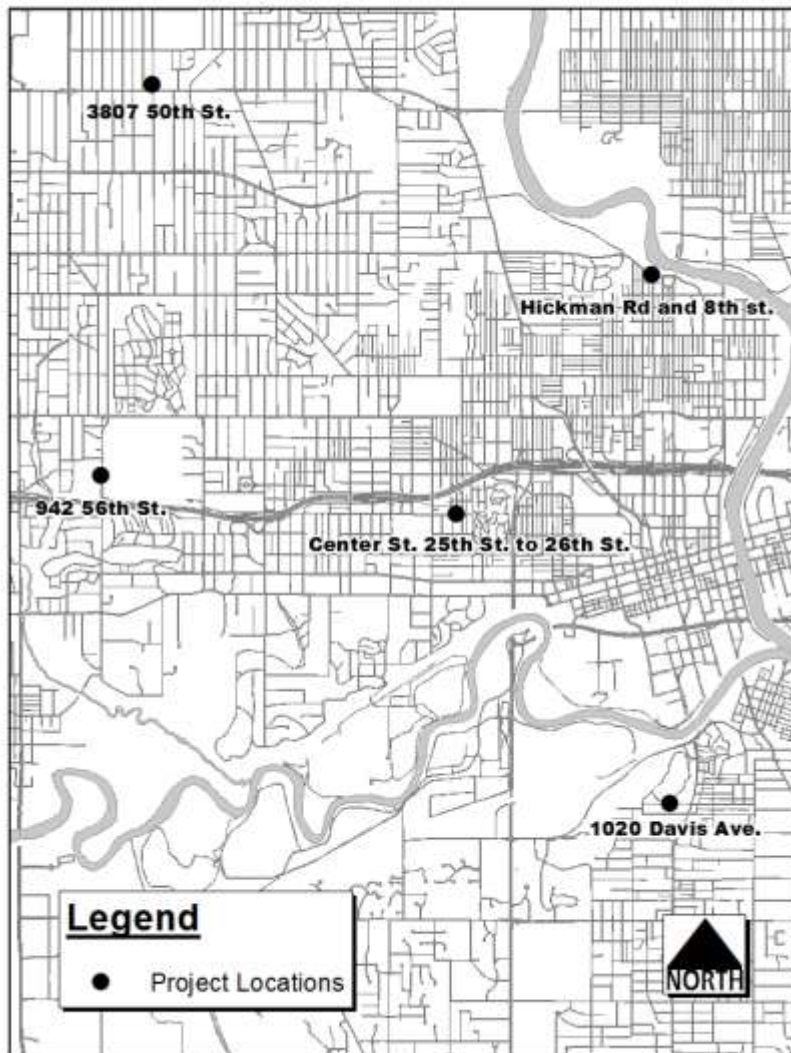 3807 50th St.
Hickman Rd and 8th st.
942 56th St.
Center St. 25th St. to 26th St.
1020 Davis Ave.
Legend
Project Locations
NORTH